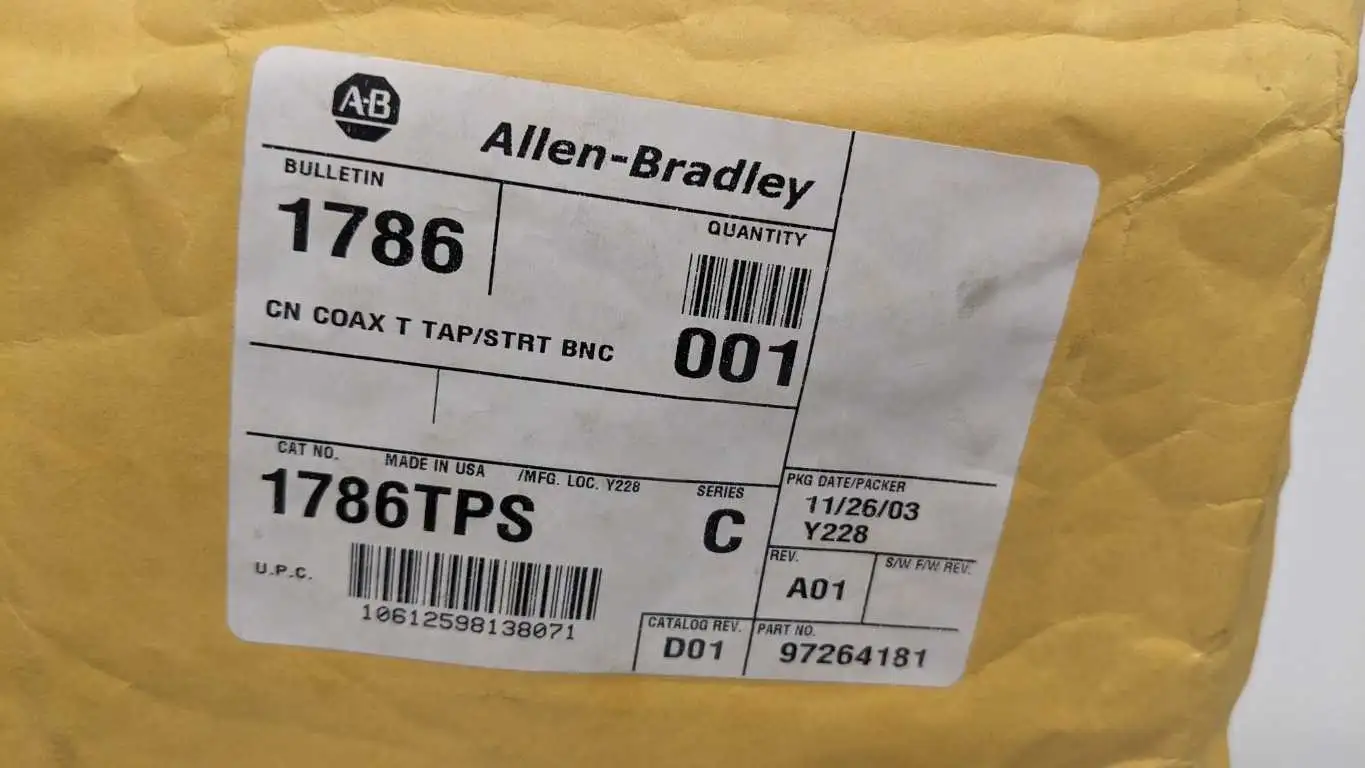 A-B
Allen-Bradley
BULLETIN
1786
QUANTITY
001
CN COAX T TAP/STRT BNC
CAT NO. MADE IN USA /MFG. LOC. Y228
1786TPS
SERIES
C
U.P.C.
10612598138071
PKG DATE/PACKER
11/26/03
Y228
REV.
A01
S/W F/W REV.
CATALOG REV.
D01
PART NO.
97264181